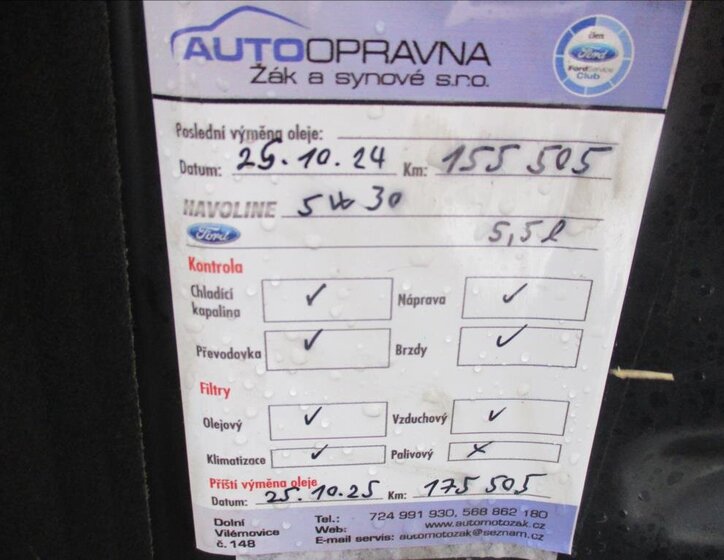 AUTOOPRAVNA
Žák a synové s.r.o.
člen
Ford
FordService
Club
Poslední výměna oleje:
Datum: 25.10.24 Km: 155 505
HAVOLINE 5W30
Ford 5,5l
Kontrola
Chladící kapalina ✓ Náprava ✓
Převodovka ✓ Brzdy ✓
Filtry
Olejový ✓ Vzduchový ✓
Klimatizace ✓ Palivový ×
Příští výměna oleje
Datum: 25.10.25 Km: 175 505
Dolní Vilémovice č.148
Tel.: 724 991 930, 568 862 180
Web: www.automotozak.cz
E-mail servis: automotozak@seznam.cz